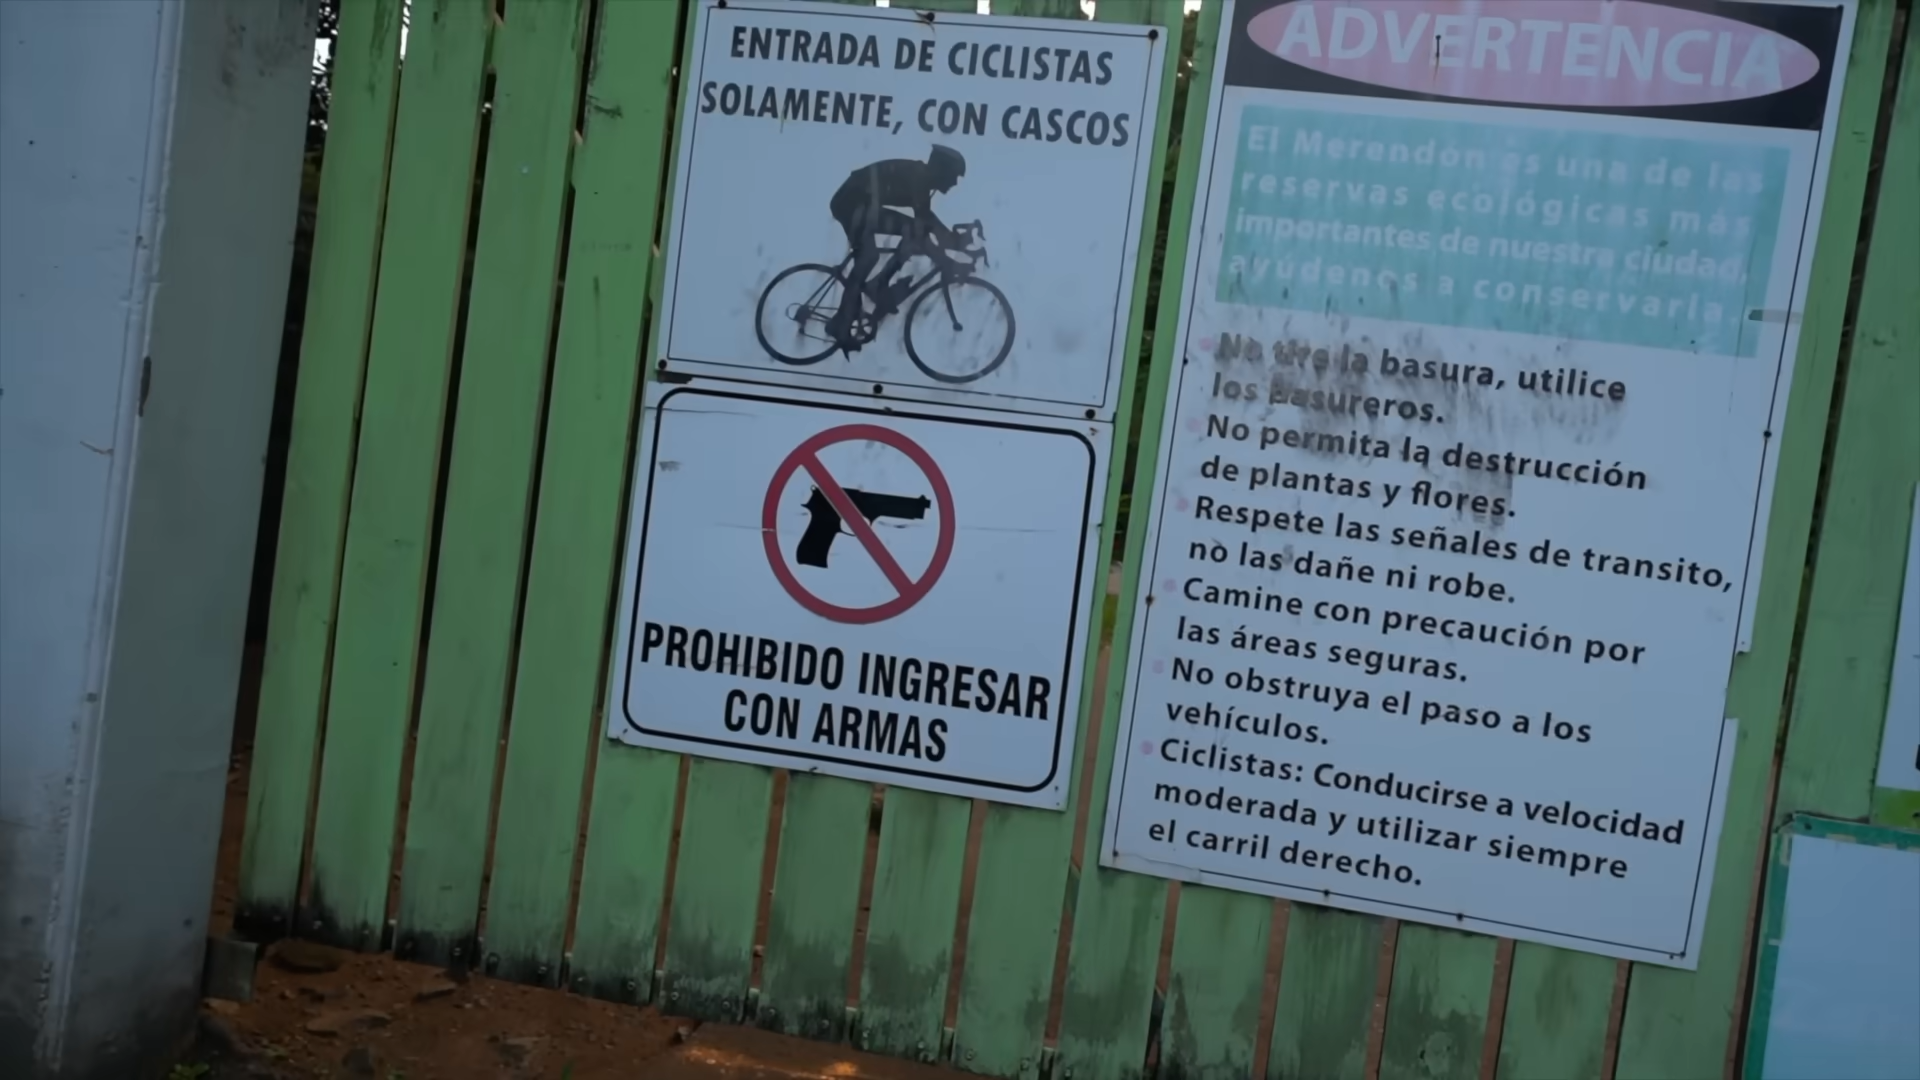 ENTRADA DE CICLISTAS
SOLAMENTE, CON CASCOS
PROHIBIDO INGRESAR
CON ARMAS
ADVERTENCIA
El Merendón es una de las
reservas ecológicas más
importantes de nuestra ciudad,
ayúdenos a conservarla.
No tire la basura, utilice
los basureros.
No permita la destrucción
de plantas y flores.
Respete las señales de transito,
no las dañe ni robe.
Camine con precaución por
las áreas seguras.
No obstruya el paso a los
vehículos.
Ciclistas: Conducirse a velocidad
moderada y utilizar siempre
el carril derecho.